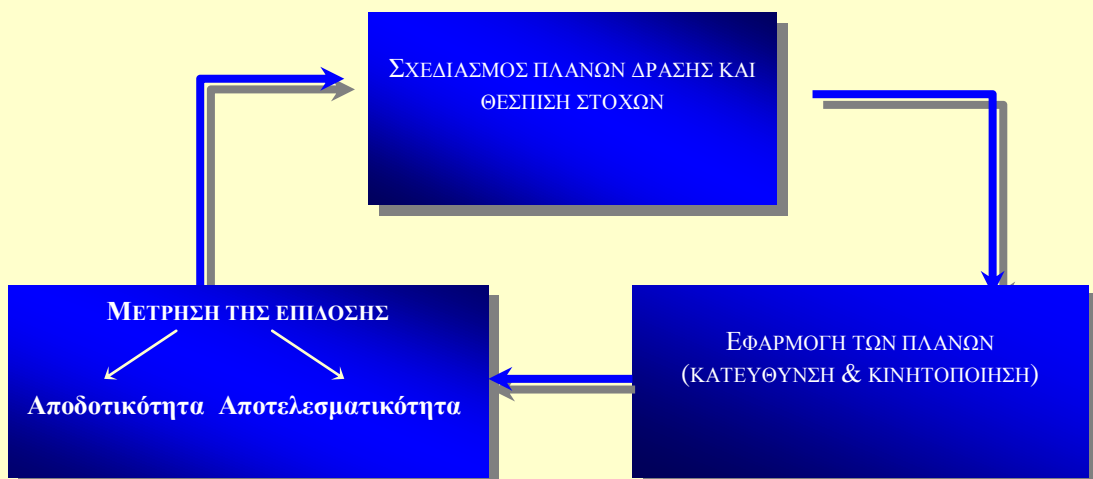 ΣΧΕΔΙΑΣΜΟΣ ΠΛΑΝΩΝ ΔΡΑΣΗΣ ΚΑΙ
ΘΕΣΠΙΣΗ ΣΤΟΧΩΝ
ΜΕΤΡΗΣΗ ΤΗΣ ΕΠΙΔΟΣΗΣ
Αποδοτικότητα Αποτελεσματικότητα
ΕΦΑΡΜΟΓΗ ΤΩΝ ΠΛΑΝΩΝ
(ΚΑΤΕΥΘΥΝΣΗ & ΚΙΝΗΤΟΠΟΙΗΣΗ)